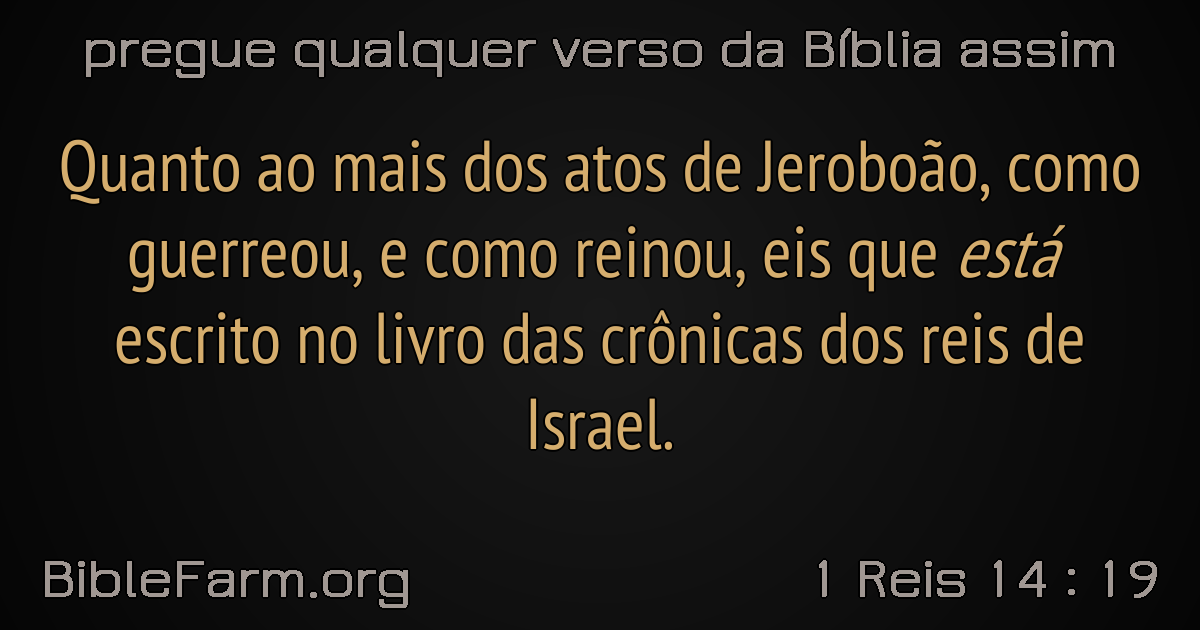 pregue qualquer verso da Bíblia assim
Quanto ao mais dos atos de Jeroboão, como
guerreou, e como reinou, eis que está
escrito no livro das crônicas dos reis de
Israel.
BibleFarm.org
1 Reis 14 : 19